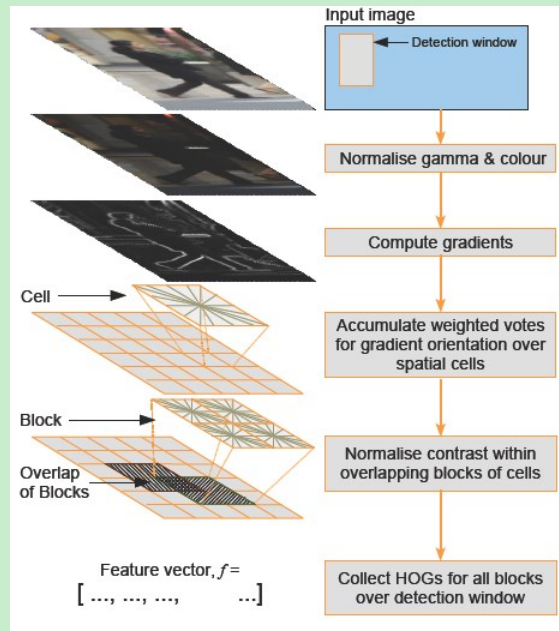 Input image
Detection window
Normalise gamma & colour
Compute gradients
Cell
Accumulate weighted votes
for gradient orientation over
spatial cells
Block
Overlap
of Blocks
Normalise contrast within
overlapping blocks of cells
Feature vector, f =
[ ..., ..., ..., ...]
Collect HOGs for all blocks
over detection window